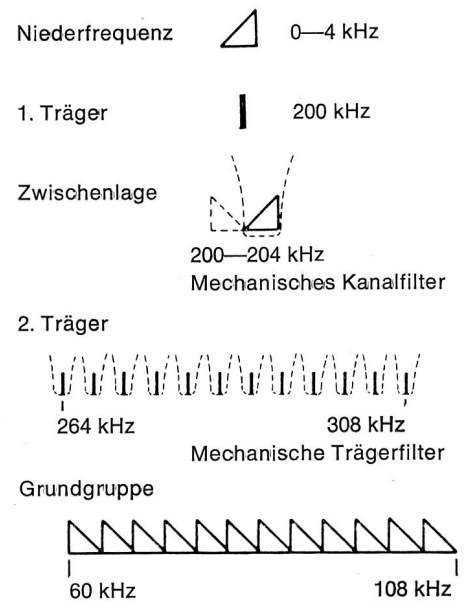 Niederfrequenz 0—4 kHz
1. Träger 200 kHz
Zwischenlage
200—204 kHz
Mechanisches Kanalfilter
2. Träger
264 kHz 308 kHz
Mechanische Trägerfilter
Grundgruppe
60 kHz 108 kHz